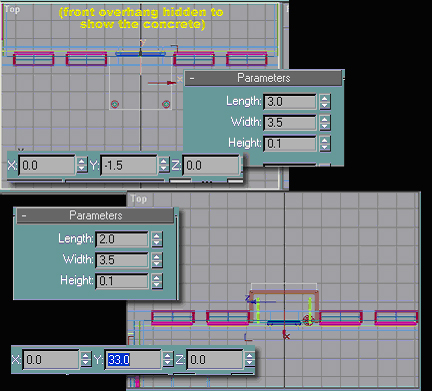 Top
(front overhang hidden to
show the concrete)
- Parameters
Length: 3.0
Width: 3.5
Height: 0.1
X: 0.0 Y: -1.5 Z: 0.0
Top
- Parameters
Length: 2.0
Width: 3.5
Height: 0.1
X: 0.0 Y: 33.0 Z: 0.0